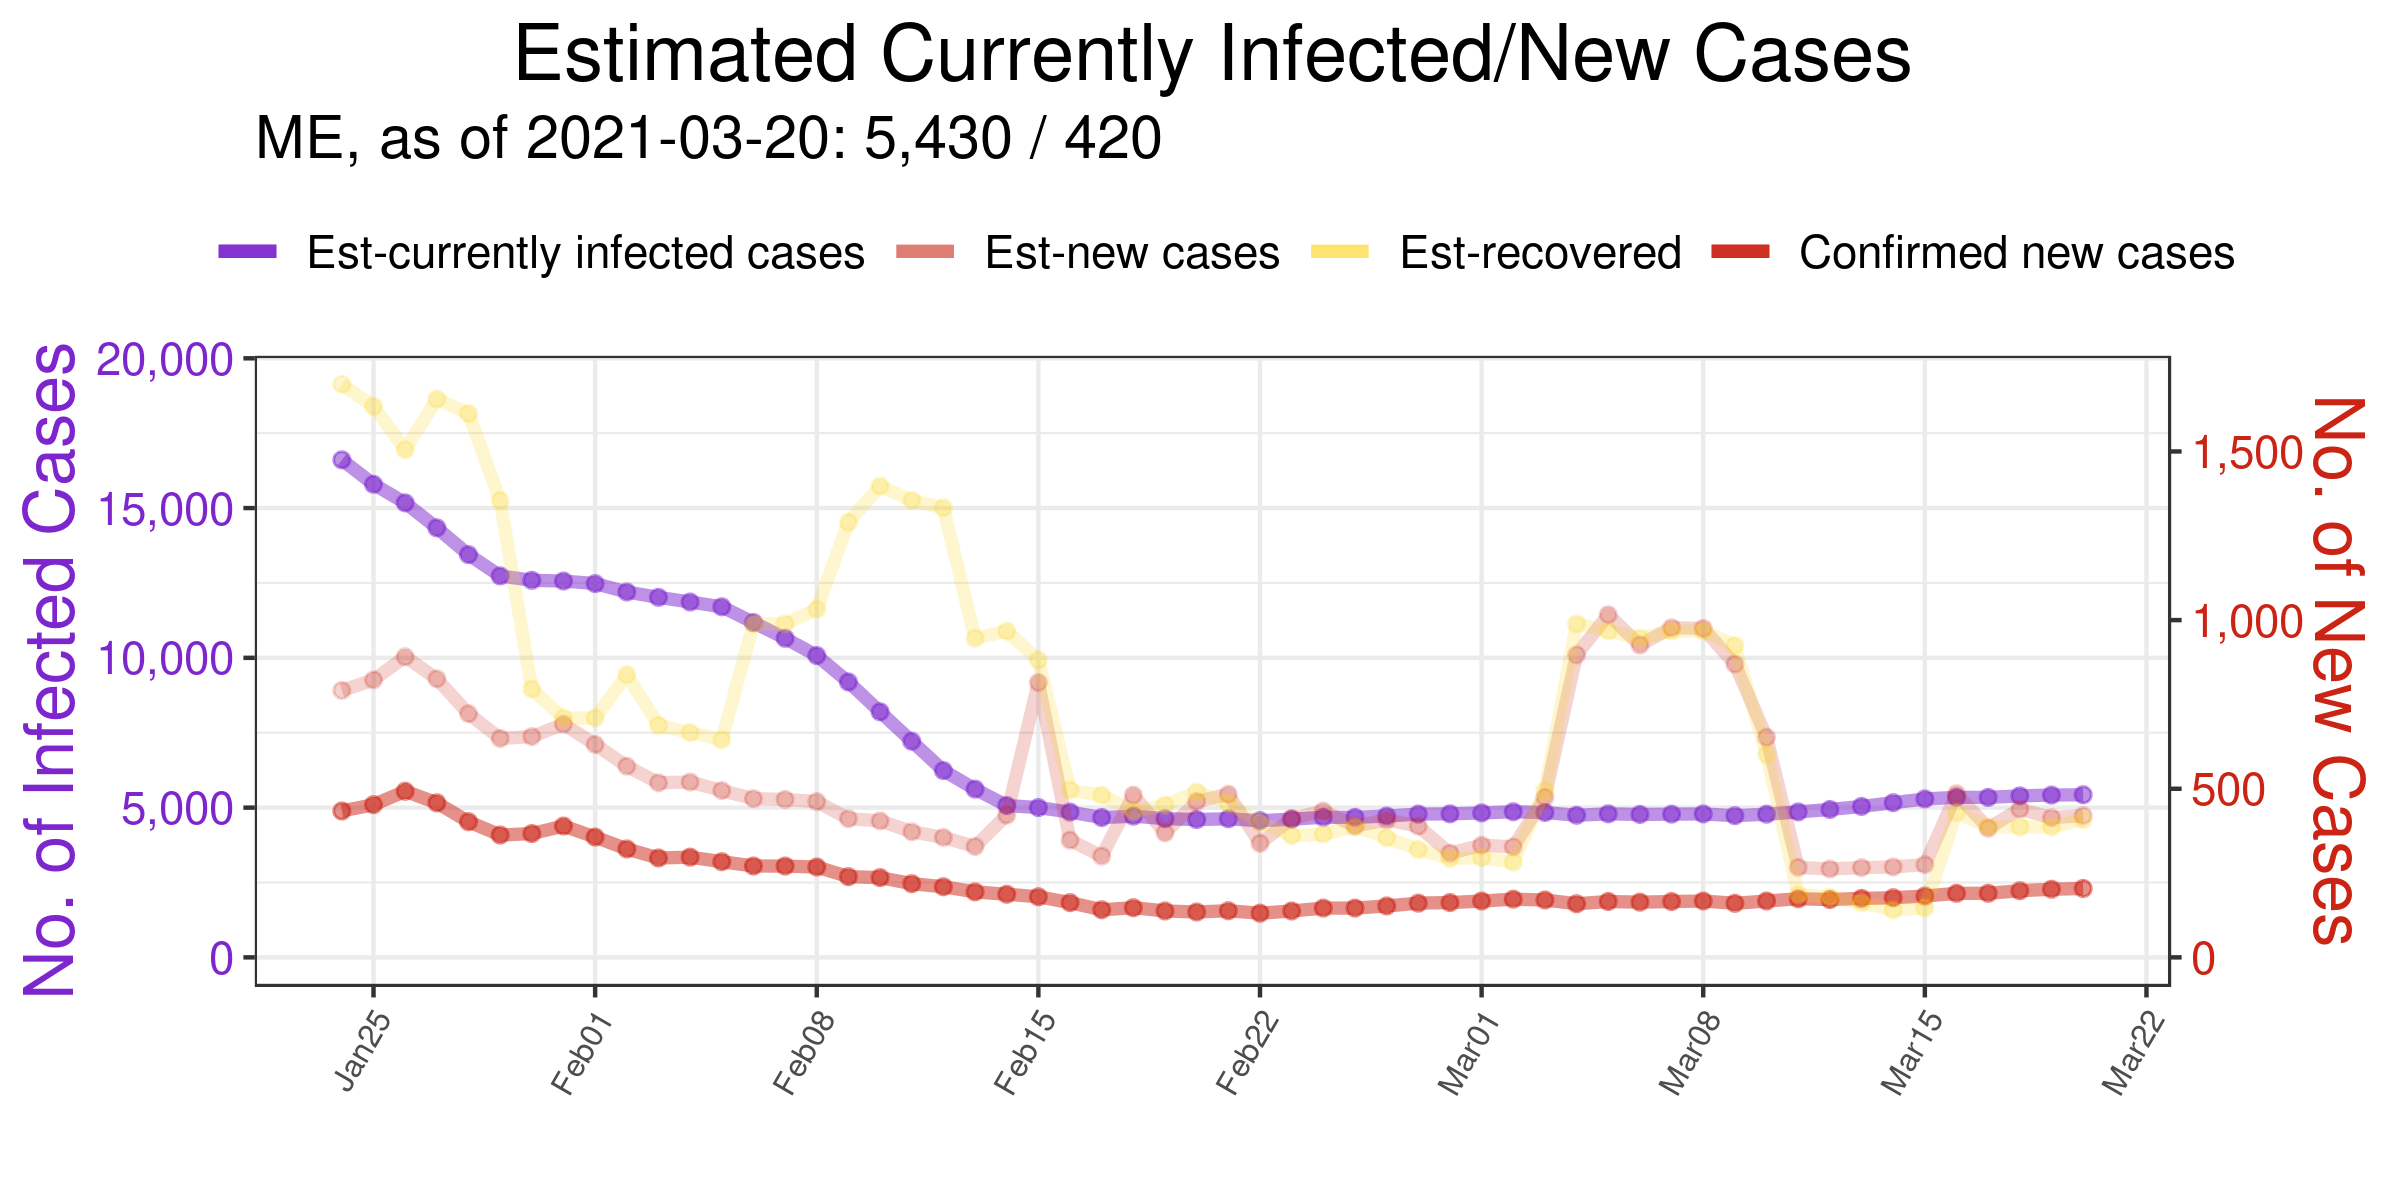 Estimated Currently Infected/New Cases
ME, as of 2021-03-20: 5,430 / 420
Est-currently infected cases Est-new cases Est-recovered Confirmed new cases
No. of Infected Cases
20,000
15,000
10,000
5,000
0
1,500
1,000
500
0
No. of New Cases
Jan25 Feb01 Feb08 Feb15 Feb22 Mar01 Mar08 Mar15 Mar22